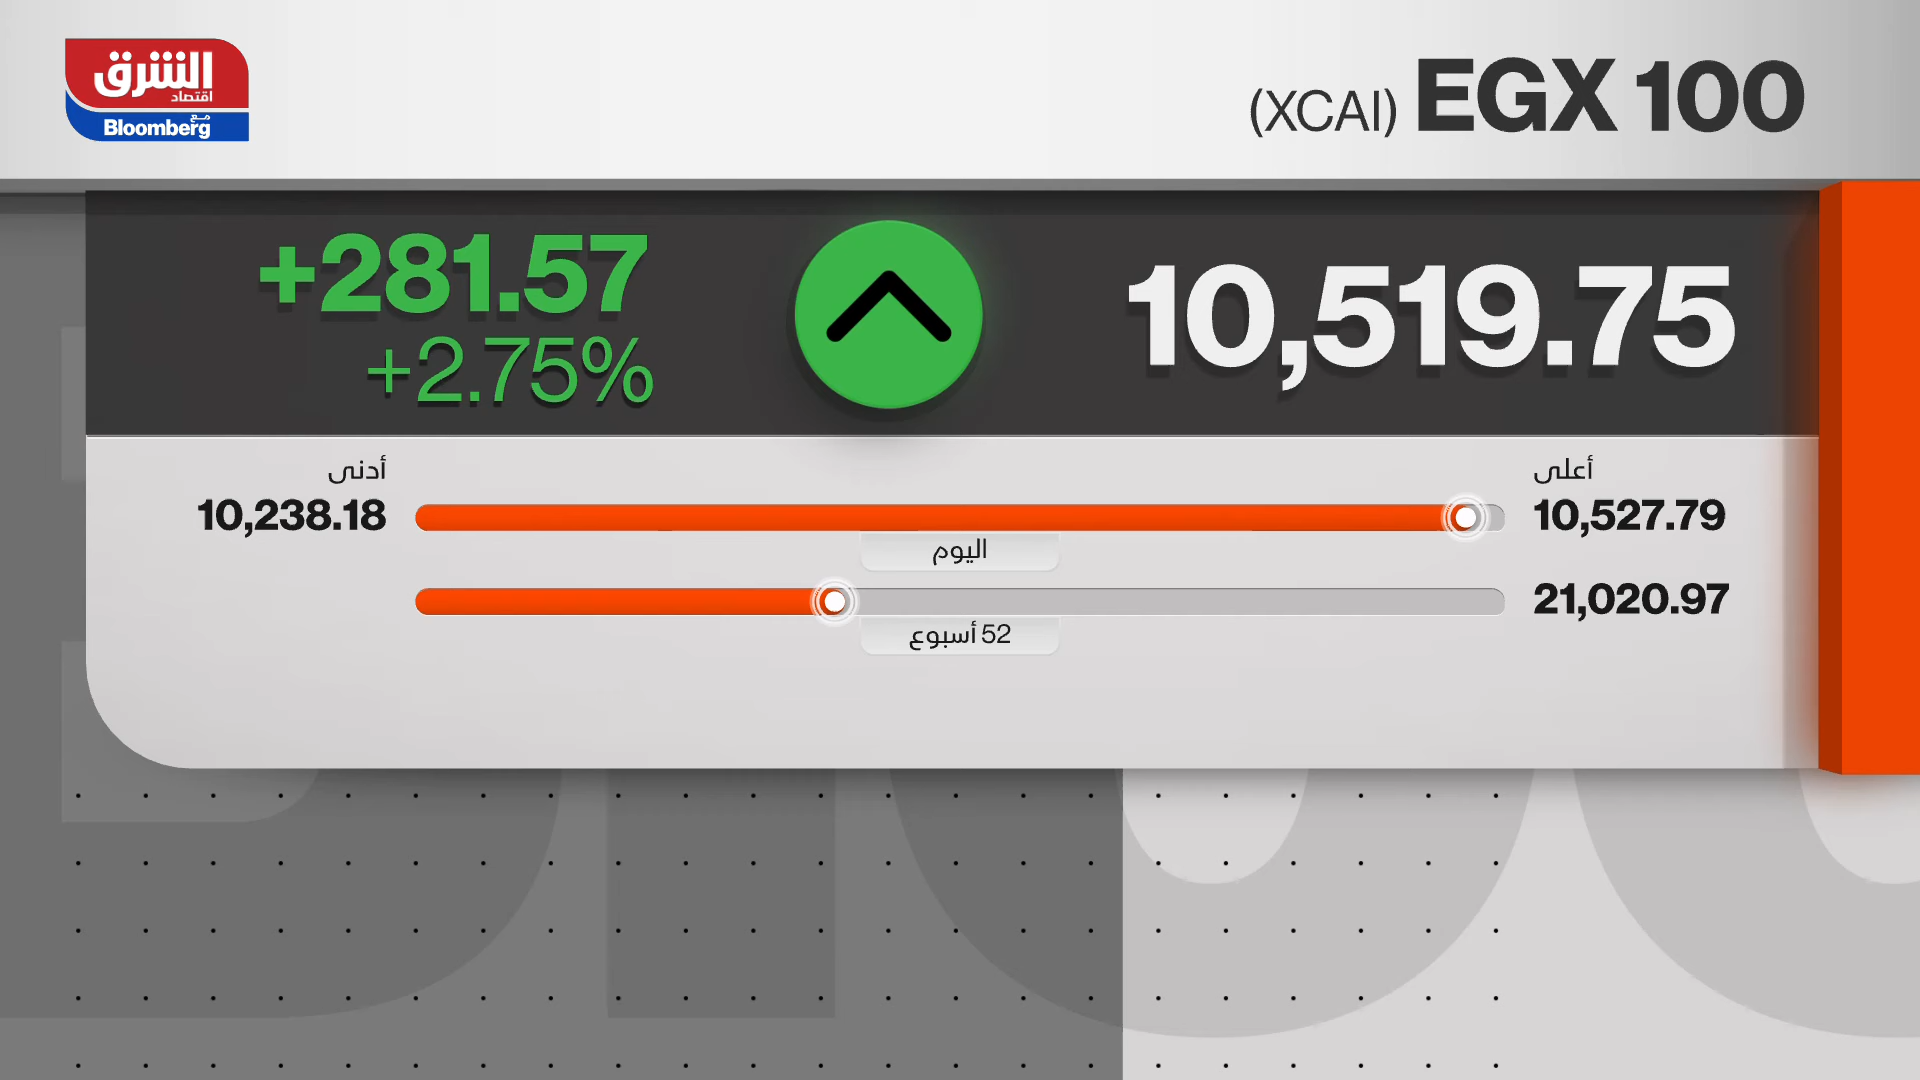 الشرق
اقتصاد
مع
Bloomberg
(XCAI) EGX 100
+281.57
+2.75%
10,519.75
أدنى
أعلى
10,238.18
10,527.79
اليوم
21,020.97
52 أسبوع